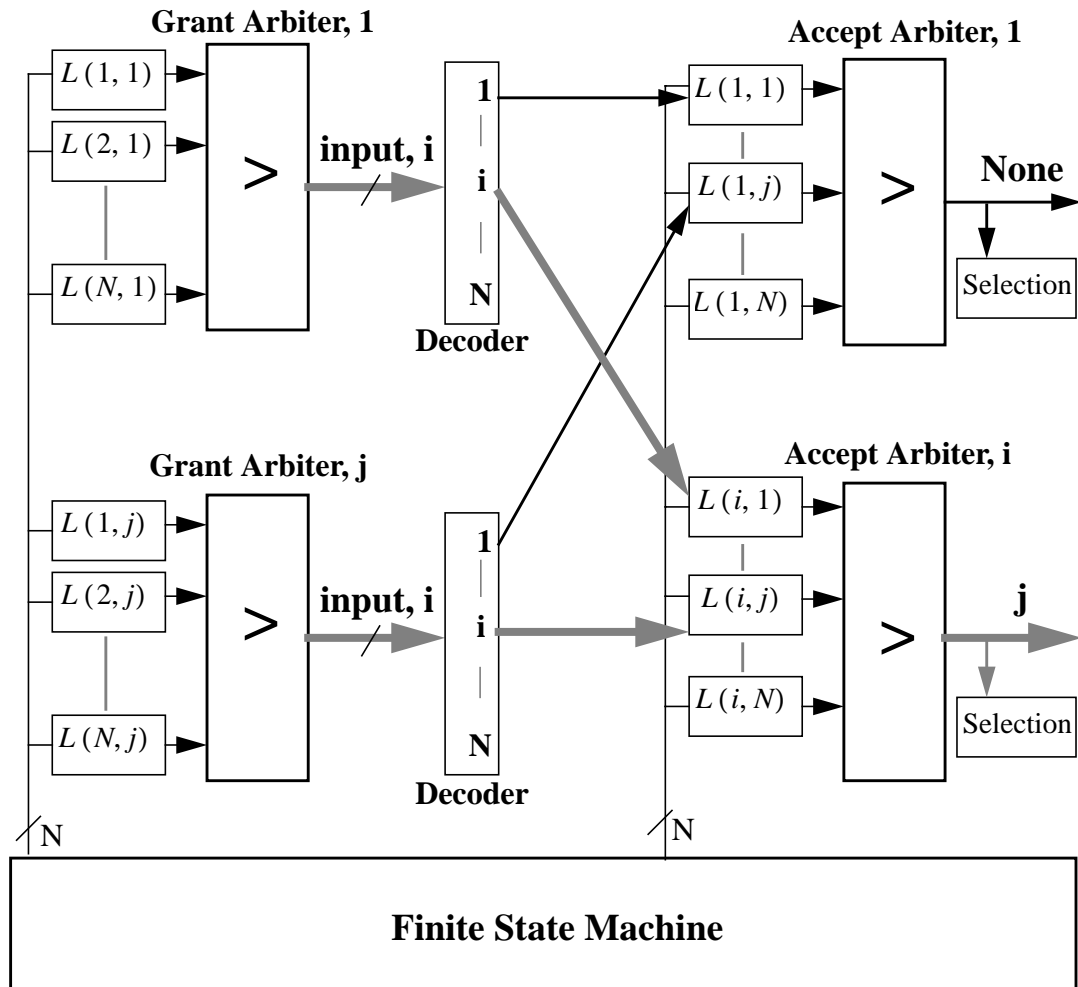 Grant Arbiter, 1
L (1, 1)
L (2, 1)
L (N, 1)
>
input, i
1
i
N
Decoder
Accept Arbiter, 1
L (1, 1)
L (1, j)
L (1, N)
>
None
Selection
Grant Arbiter, j
L (1, j)
L (2, j)
L (N, j)
>
input, i
1
i
N
Decoder
Accept Arbiter, i
L (i, 1)
L (i, j)
L (i, N)
>
j
Selection
N
N
Finite State Machine